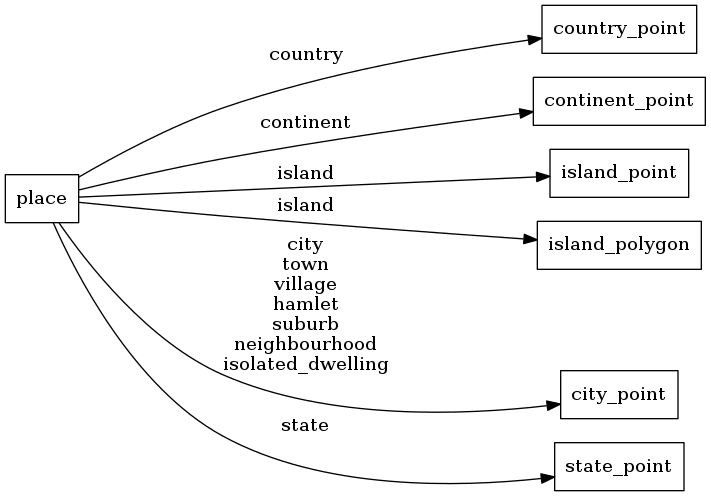 country_point
country
continent_point
continent
island_point
island
place
island
island_polygon
city
town
village
hamlet
suburb
neighbourhood
isolated_dwelling
city_point
state
state_point